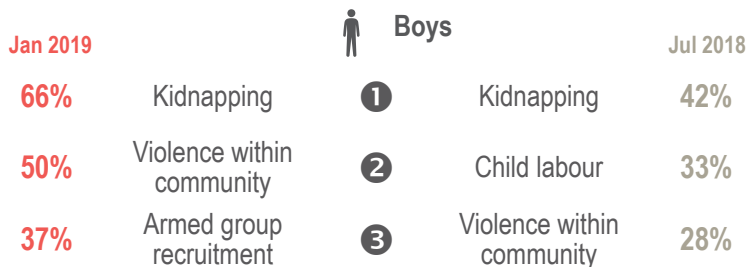 Boys
Jan 2019
Jul 2018
66% Kidnapping 1 Kidnapping 42%
50% Violence within community 2 Child labour 33%
37% Armed group recruitment 3 Violence within community 28%